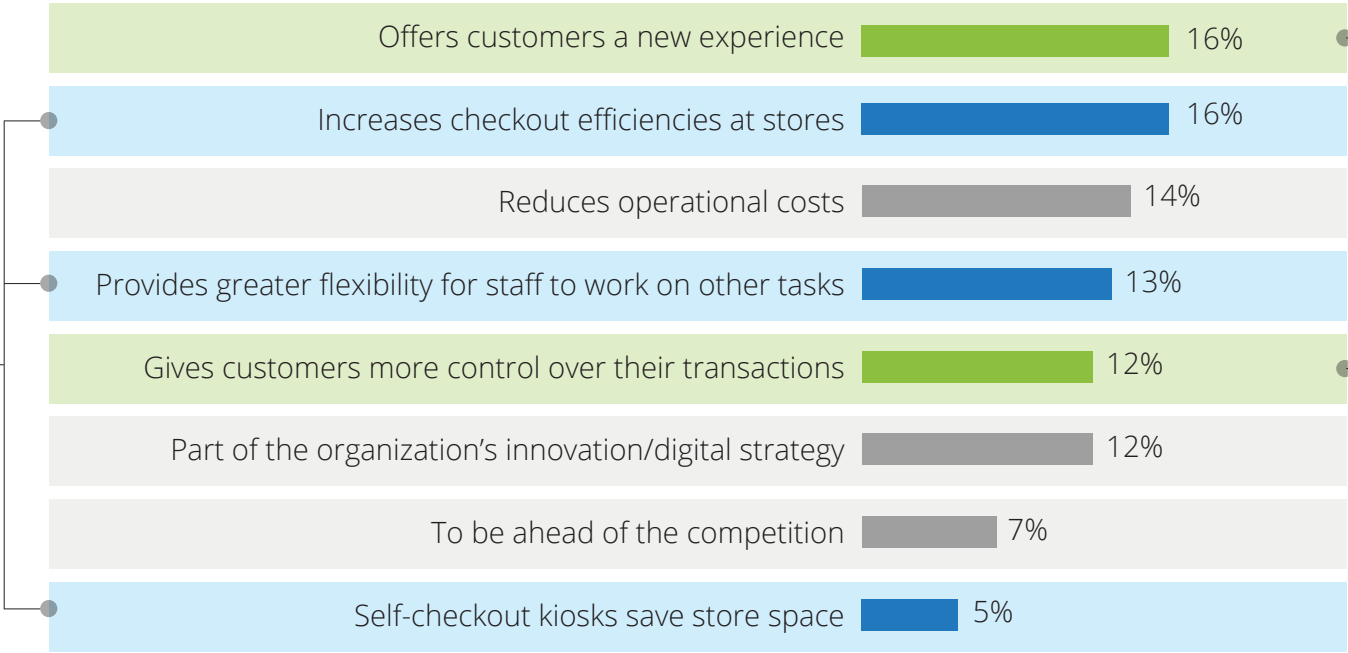 Offers customers a new experience 16%
Increases checkout efficiencies at stores 16%
Reduces operational costs 14%
Provides greater flexibility for staff to work on other tasks 13%
Gives customers more control over their transactions 12%
Part of the organization’s innovation/digital strategy 12%
To be ahead of the competition 7%
Self-checkout kiosks save store space 5%